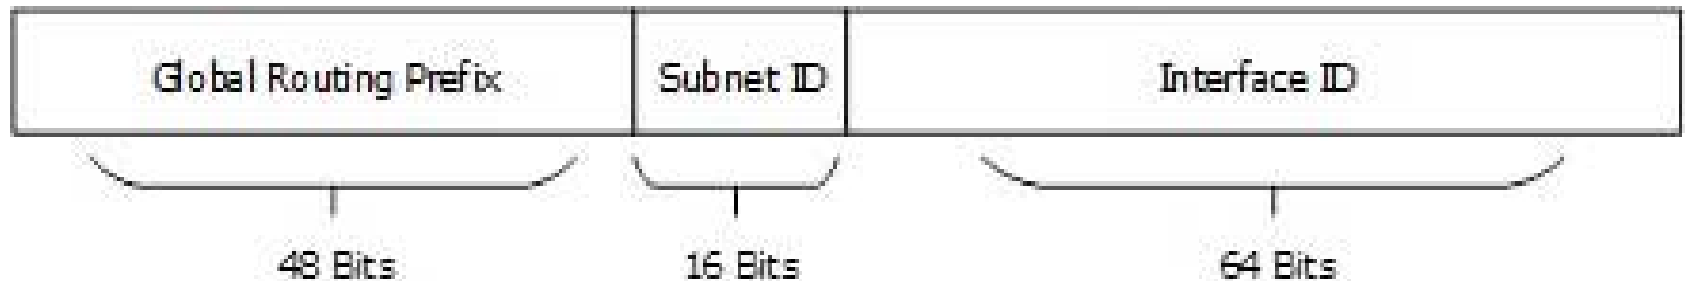 Global Routing Prefix Subnet ID Interface ID
48 Bits 16 Bits 64 Bits